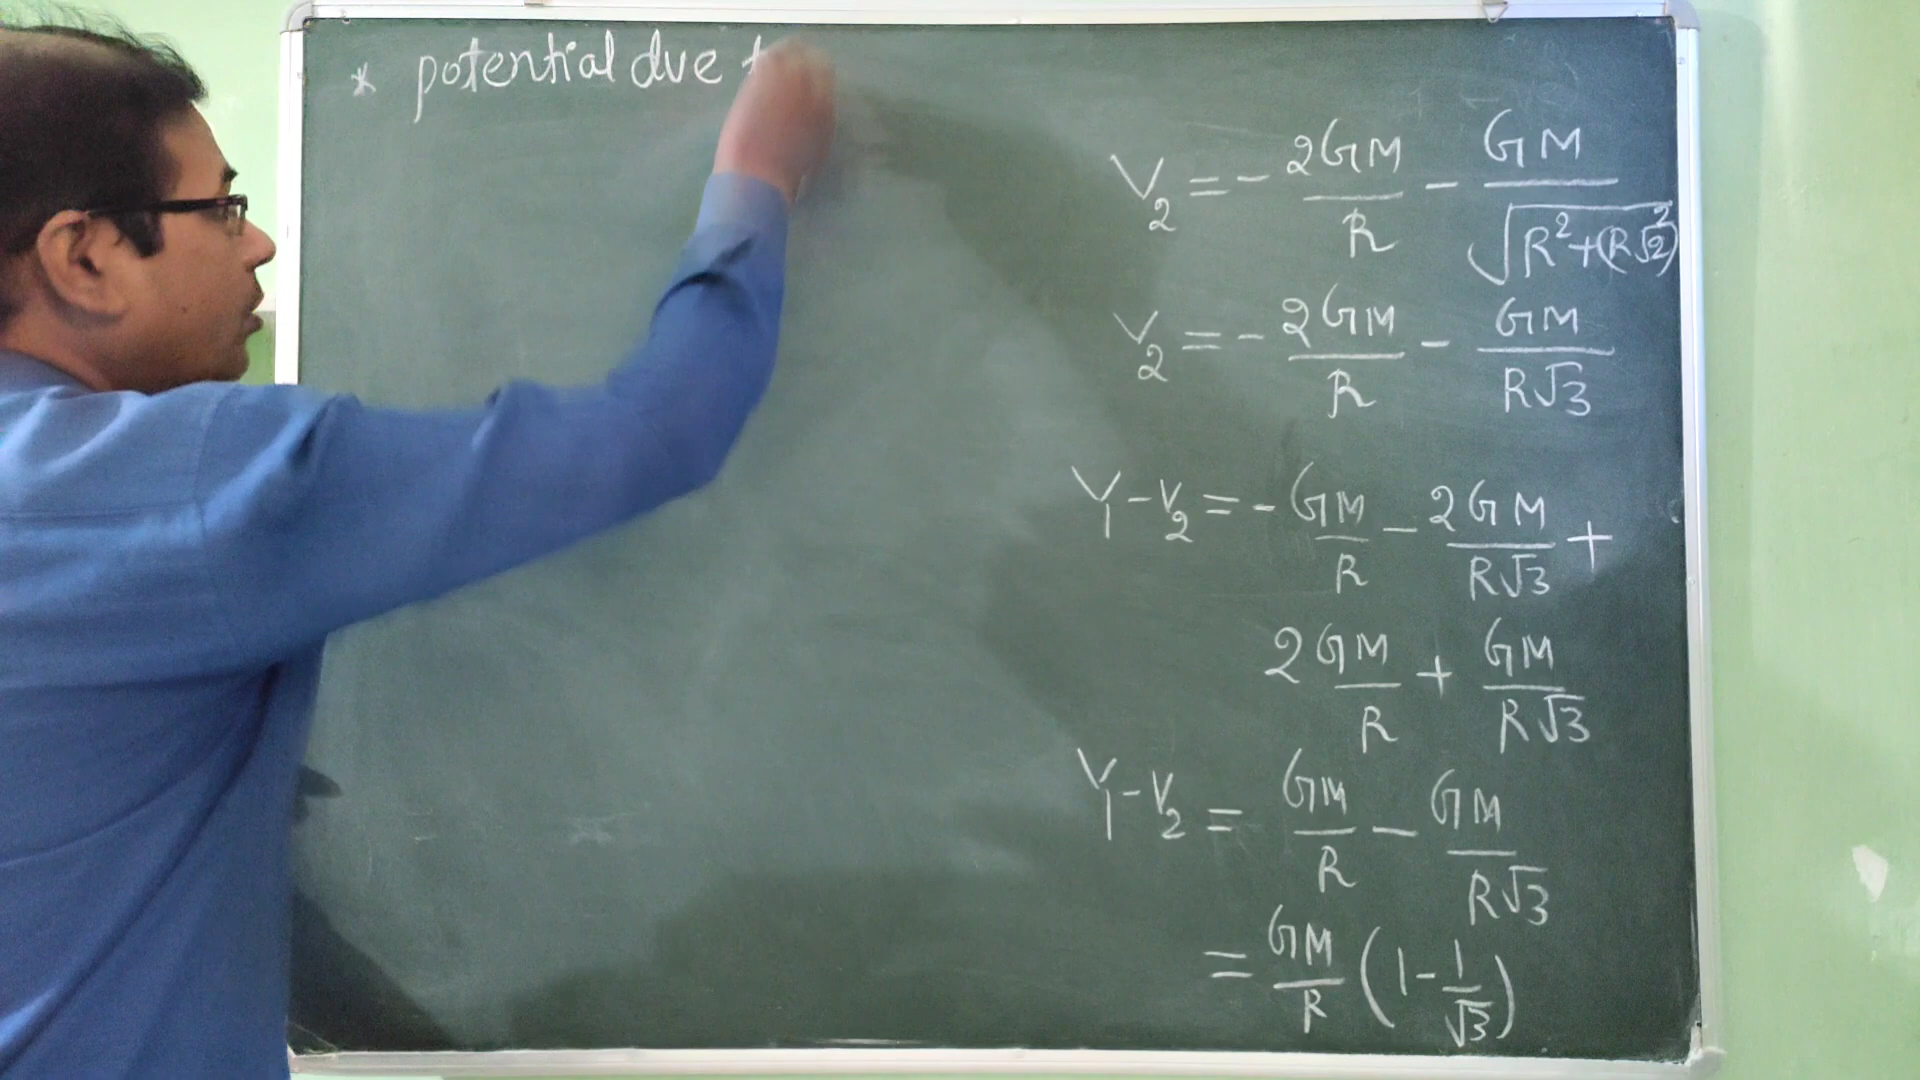 * potential due t
V₂ = - 2GM/R - GM/√(R²+(R√2)²)
V₂ = - 2GM/R - GM/R√3
V₁-V₂ = - GM/R - 2GM/R√3 +
2GM/R + GM/R√3
V₁-V₂ = GM/R - GM/R√3
= GM/R (1 - 1/√3)